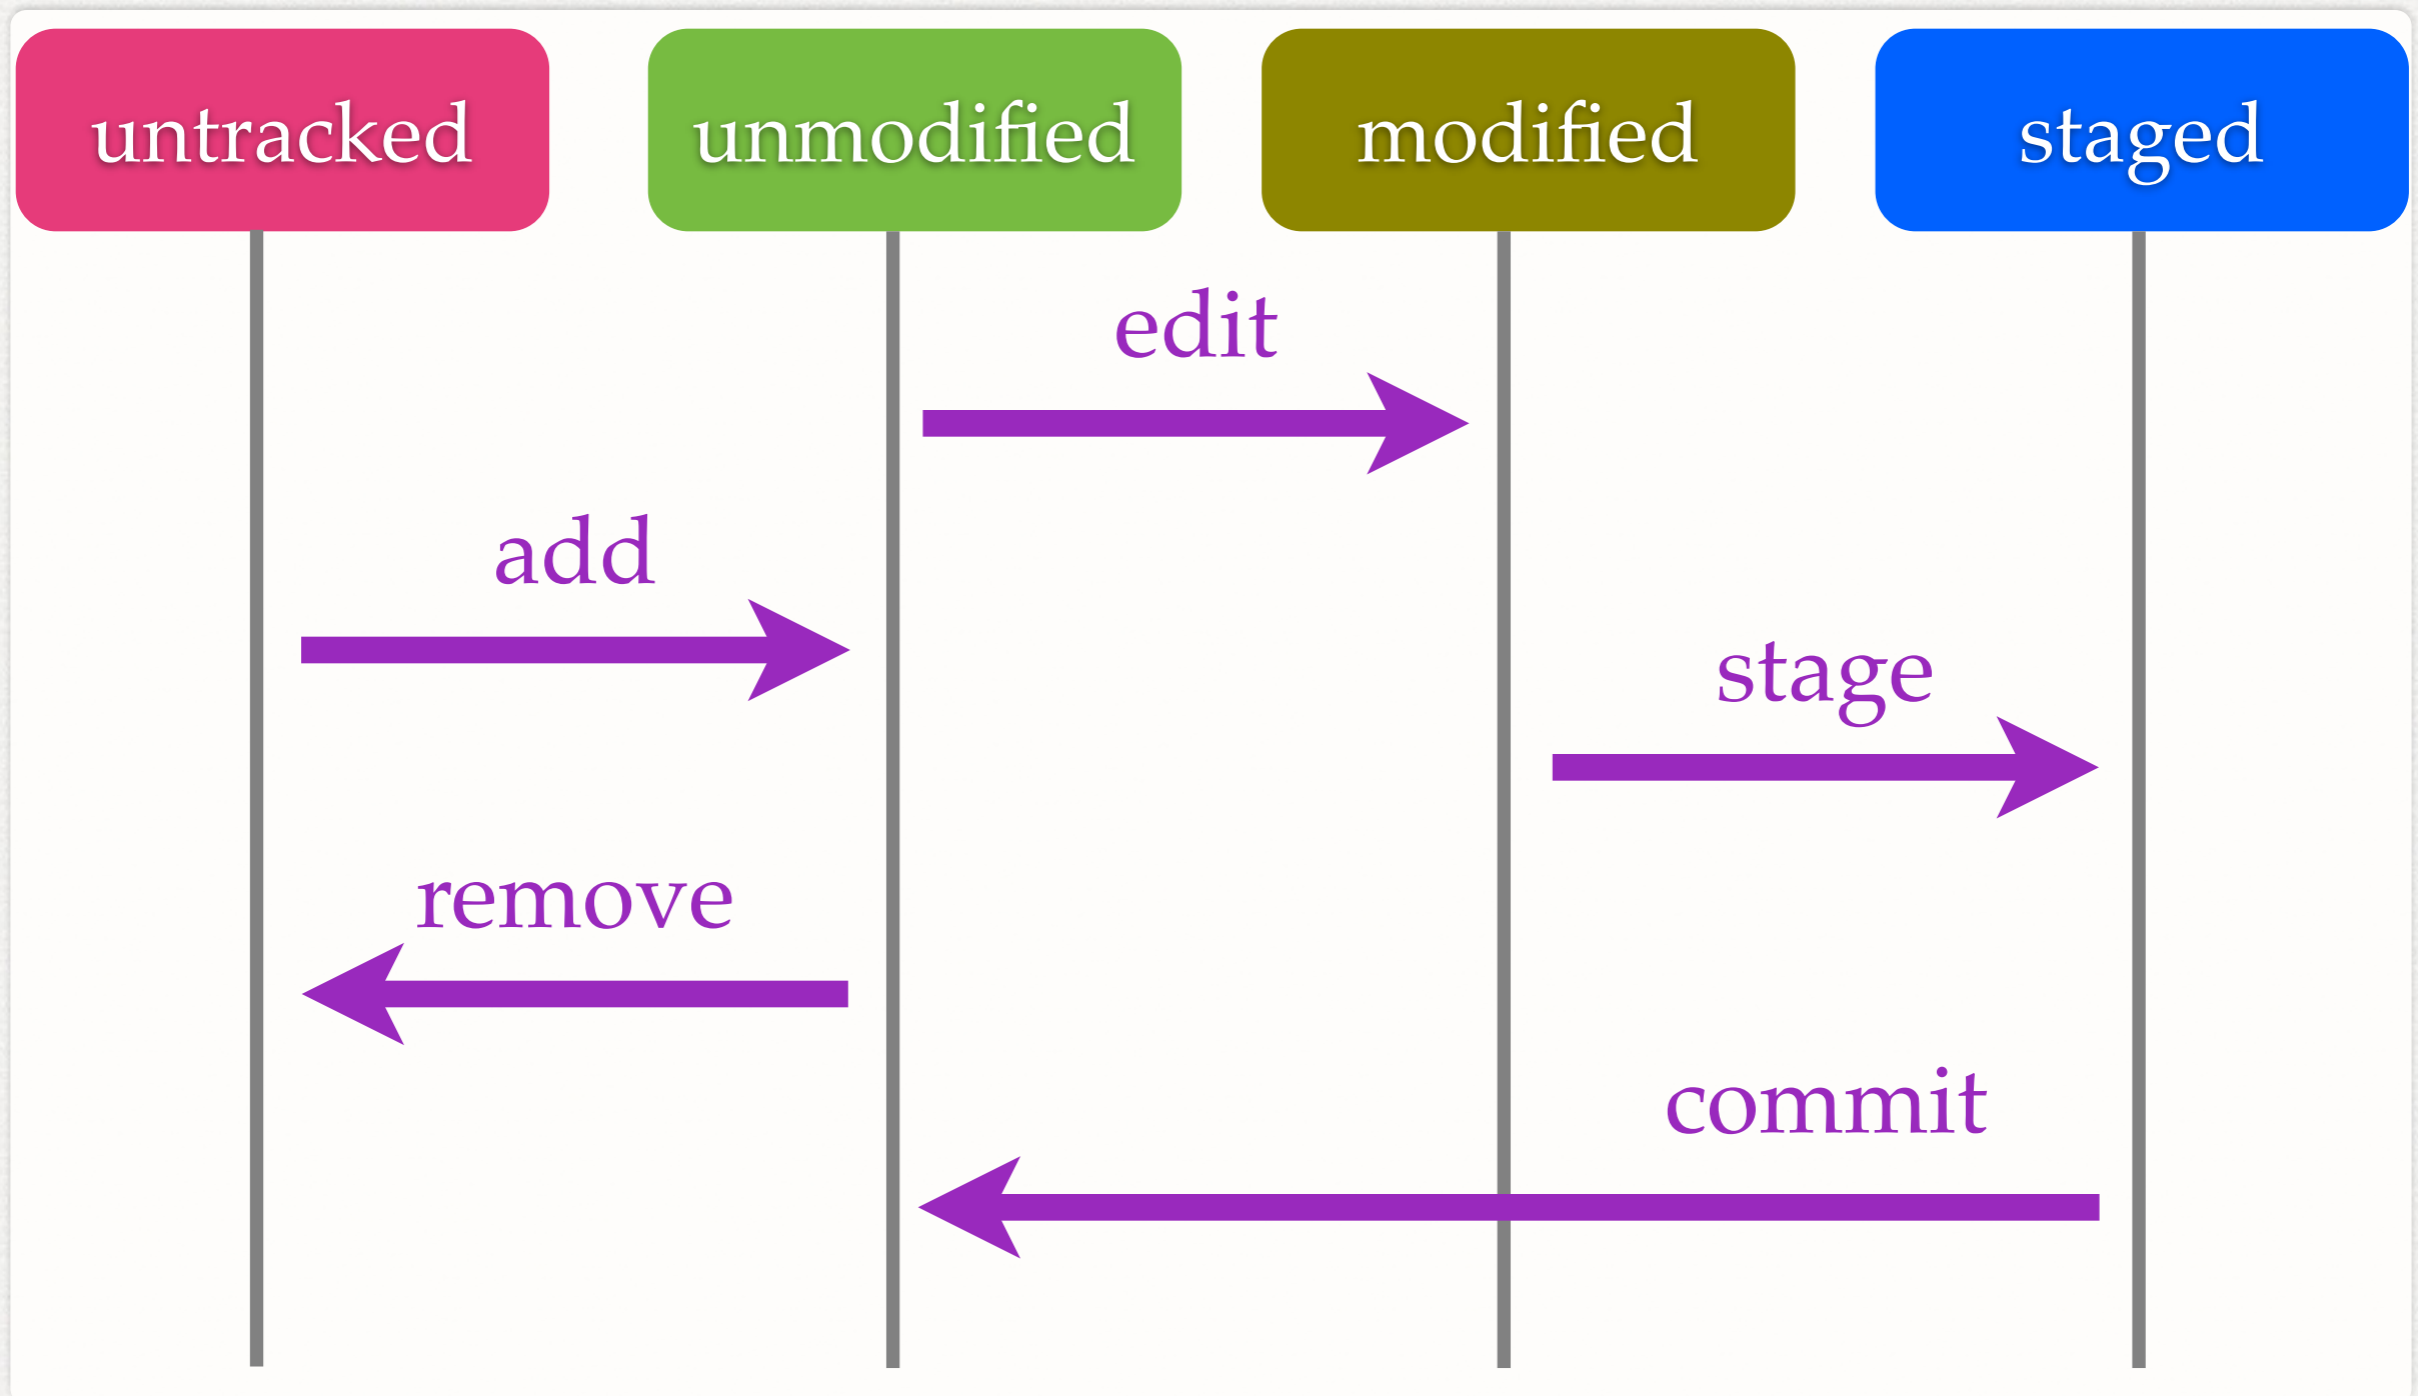 untracked
unmodified
modified
staged
edit
add
stage
remove
commit